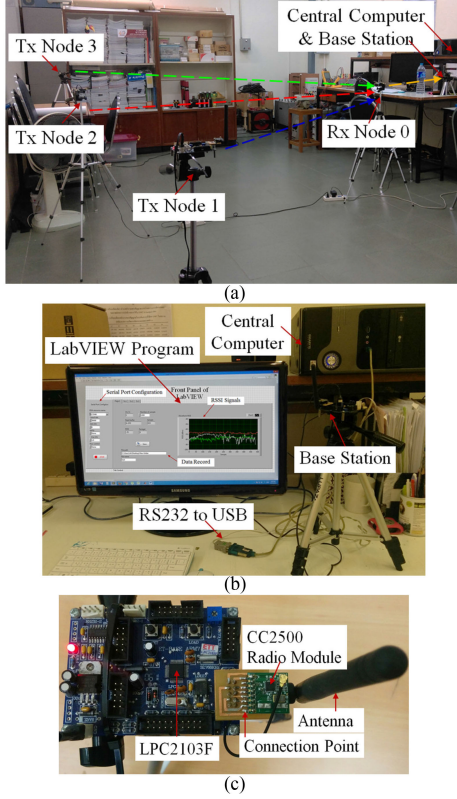 Central Computer
& Base Station
Tx Node 3
Tx Node 2
Rx Node 0
Tx Node 1
(a)
Central
Computer
LabVIEW Program
Serial Port Configuration
Front Panel of
LabVIEW
RSSI Signals
Data Record
Base Station
SAMSUNG
RS232 to USB
(b)
CC2500
Radio Module
Antenna
LPC2103F
Connection Point
(c)